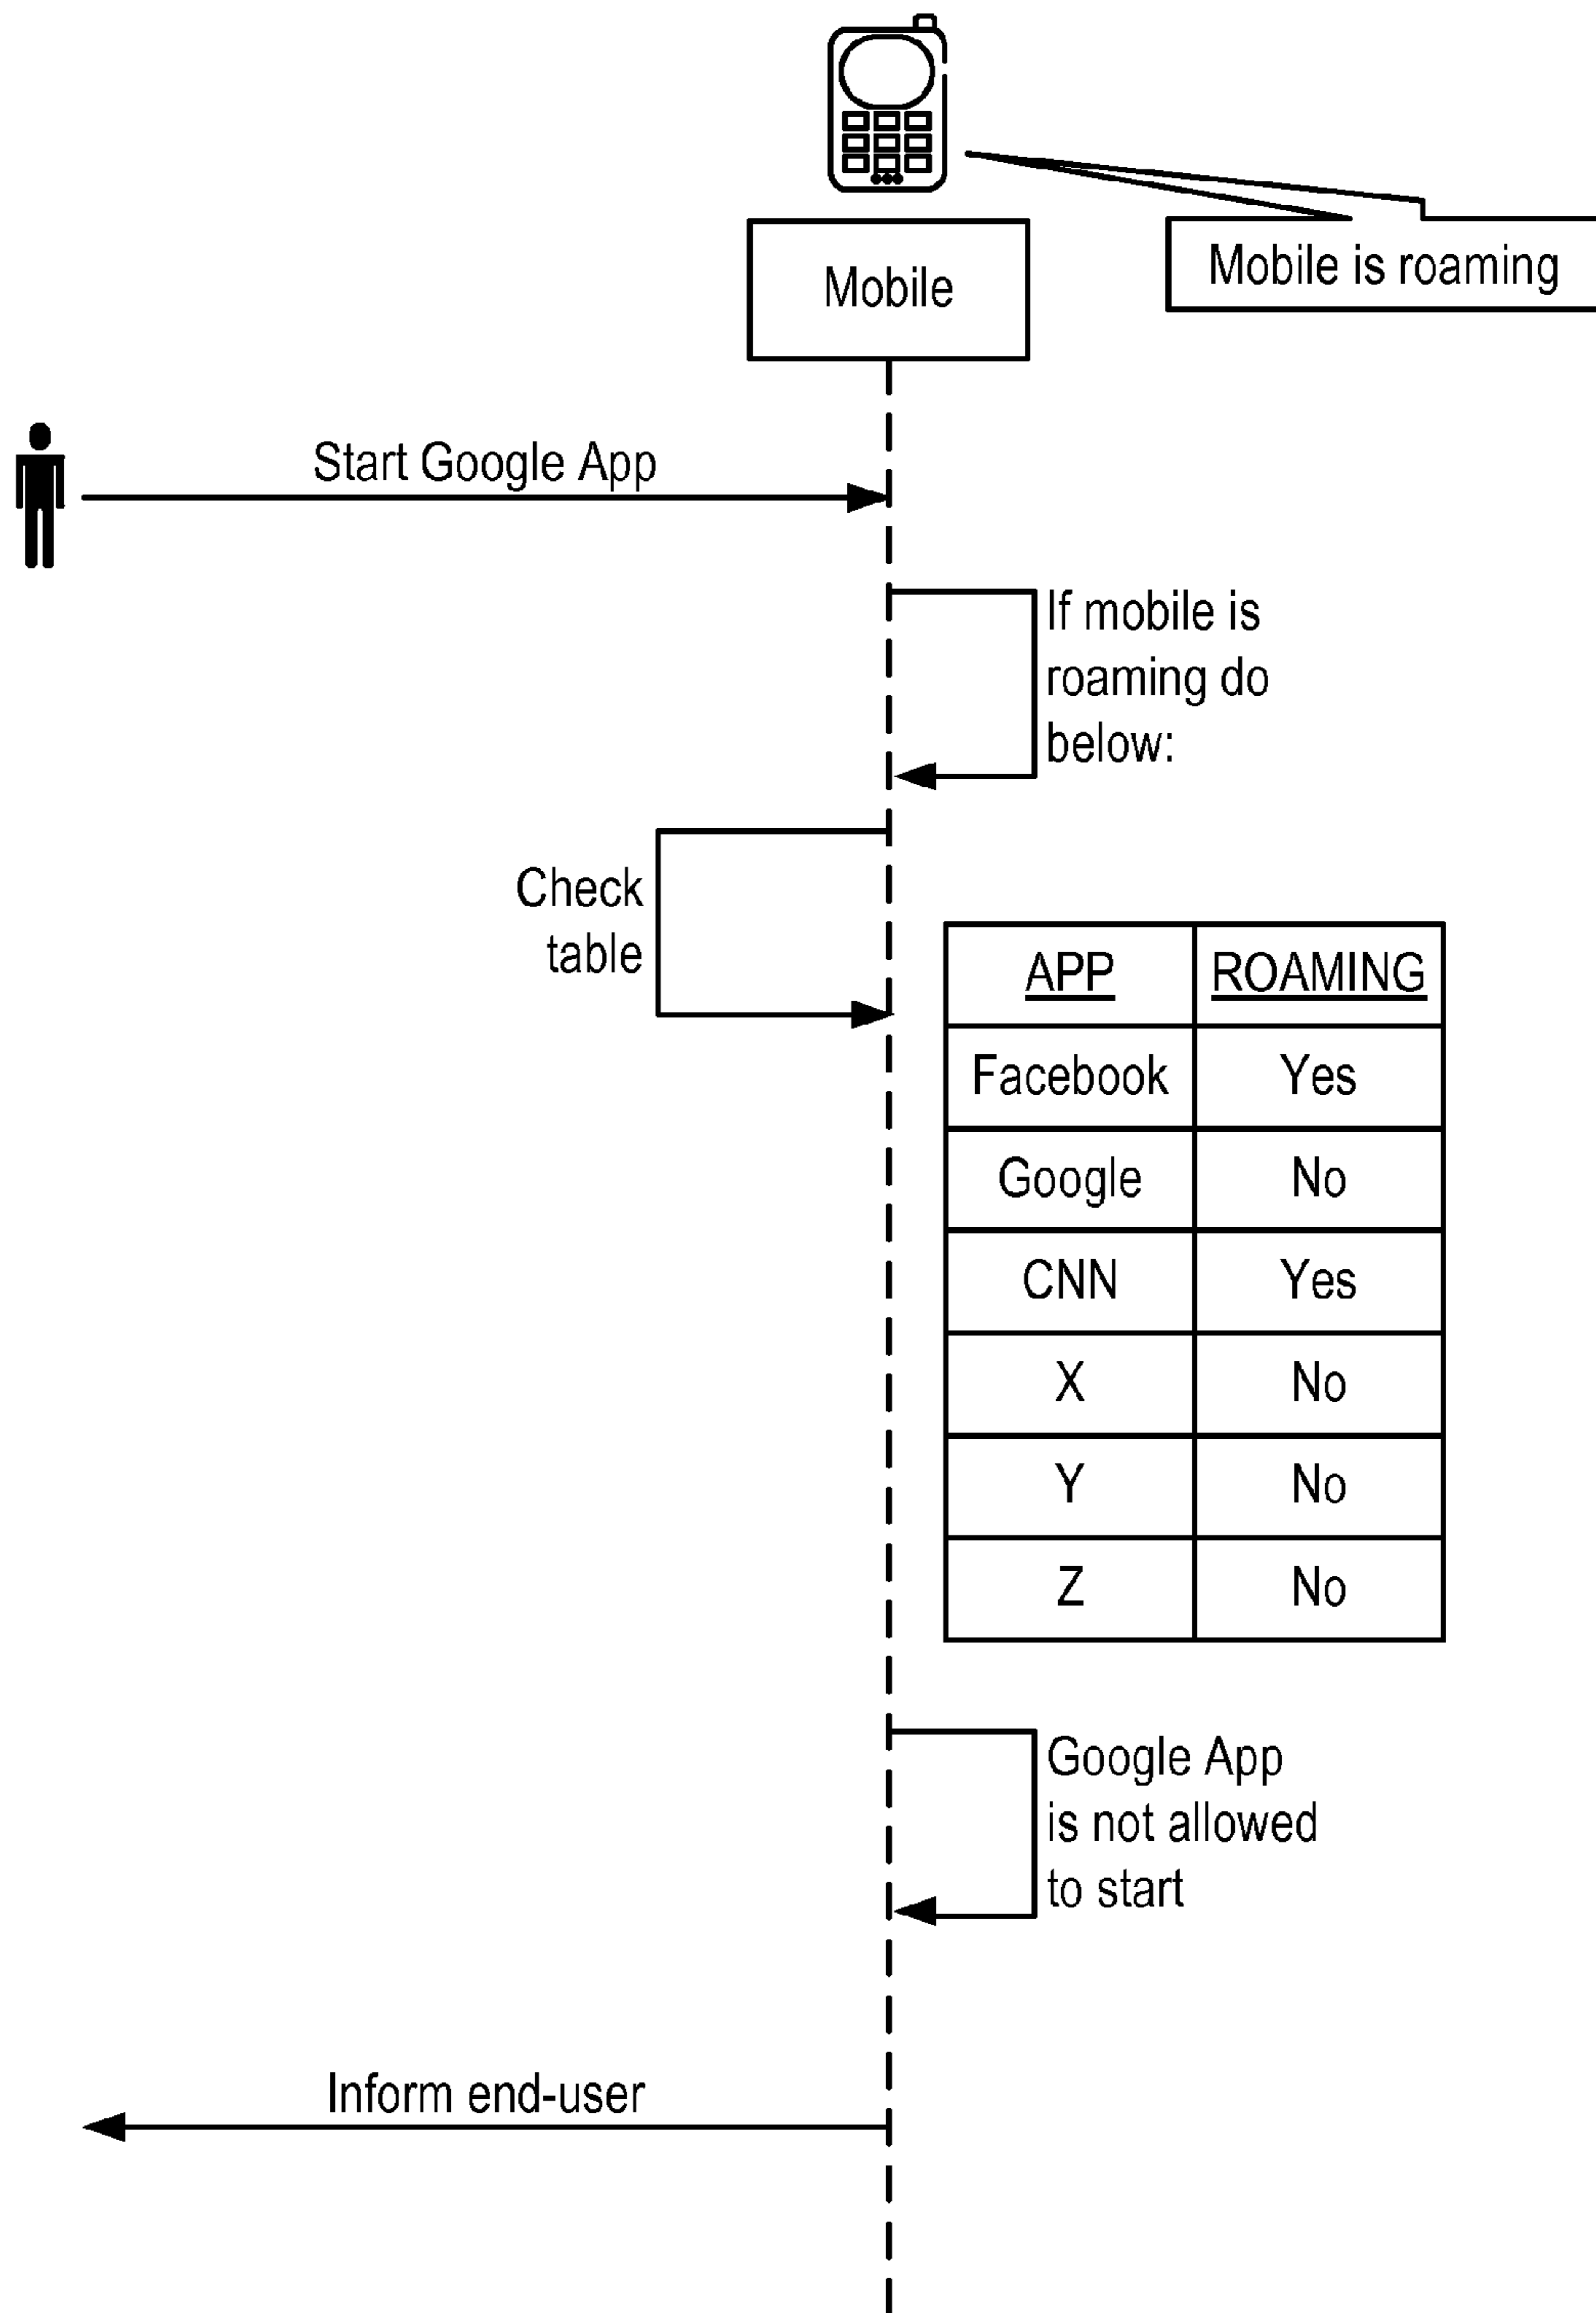 Mobile
Mobile is roaming
Start Google App
If mobile is
roaming do
below:
Check
table
APP ROAMING
Facebook Yes
Google No
CNN Yes
X No
Y No
Z No
Google App
is not allowed
to start
Inform end-user